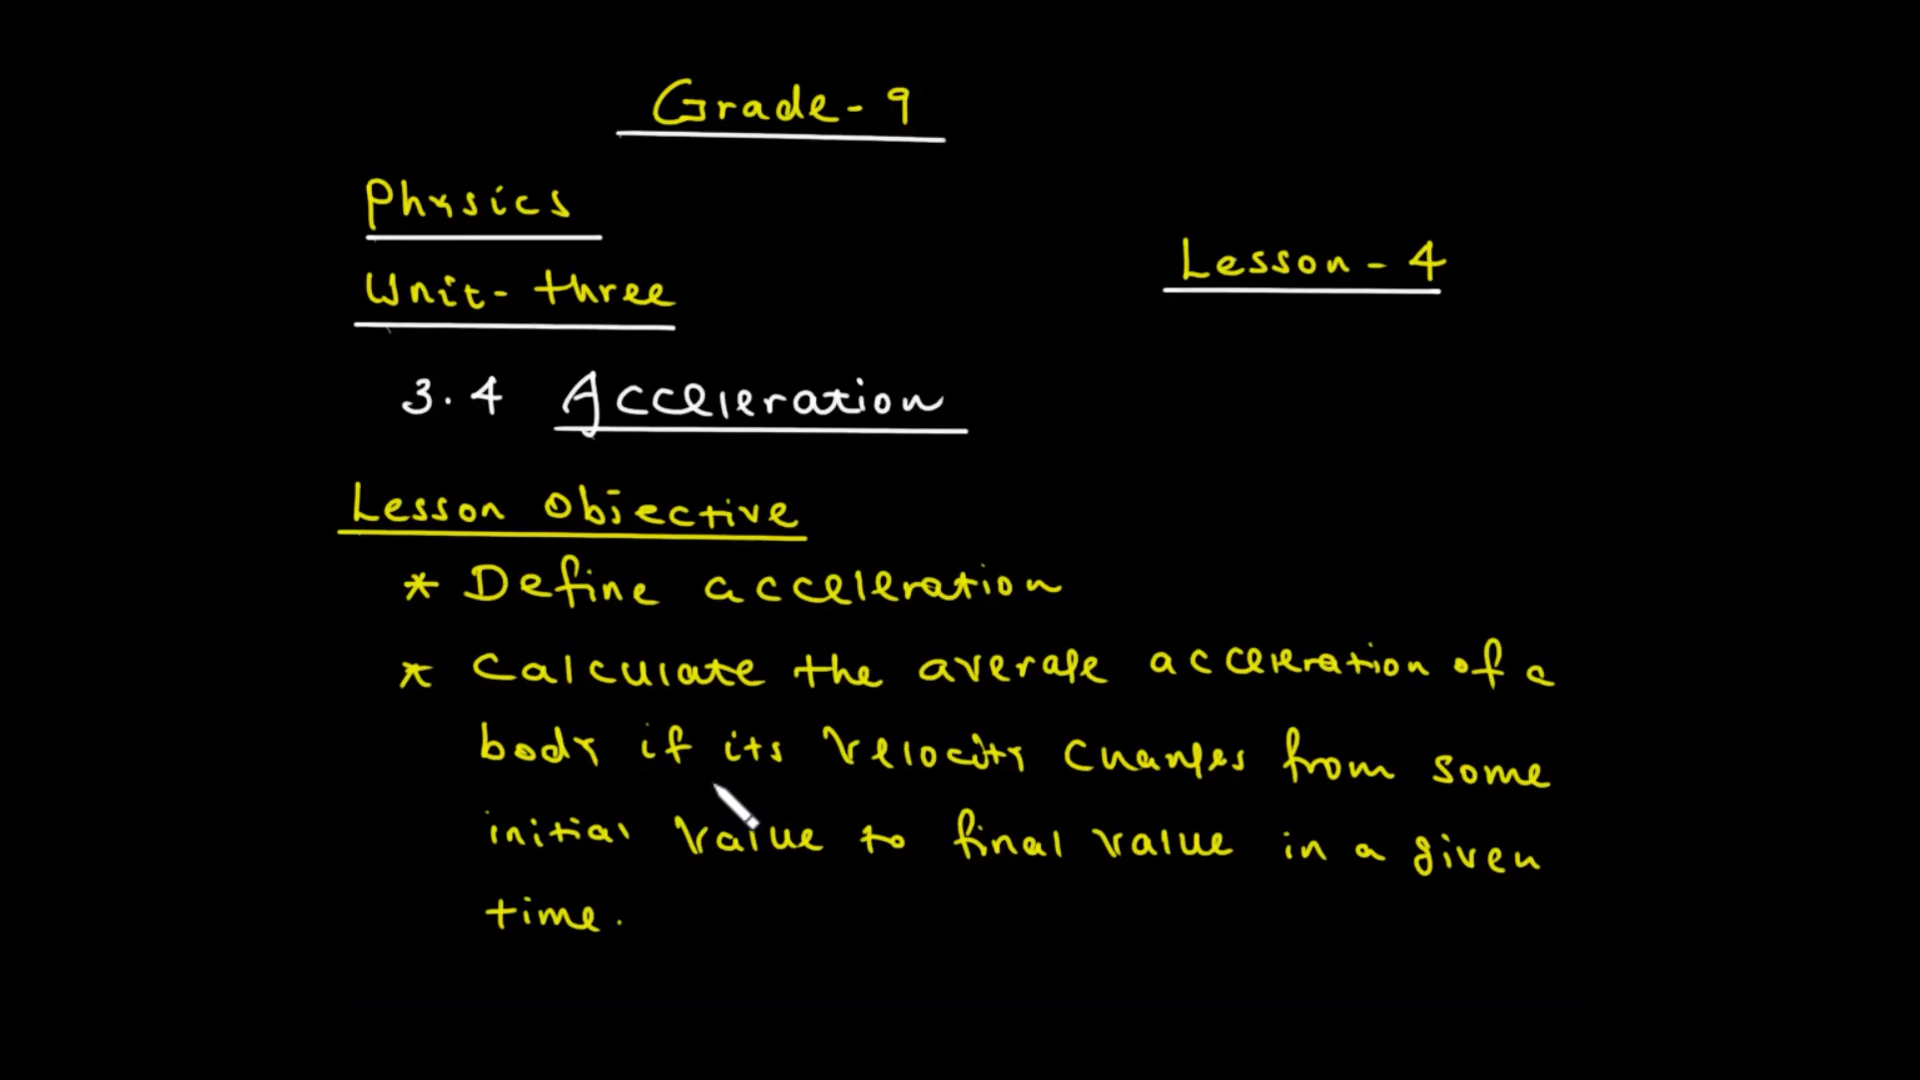 Grade - 9
Physics
Lesson - 4
Unit - three
3.4 Acceleration
Lesson Objective
* Define acceleration
* Calculate the average acceleration of a
body if its velocity changes from some
initial value to final value in a given
time.